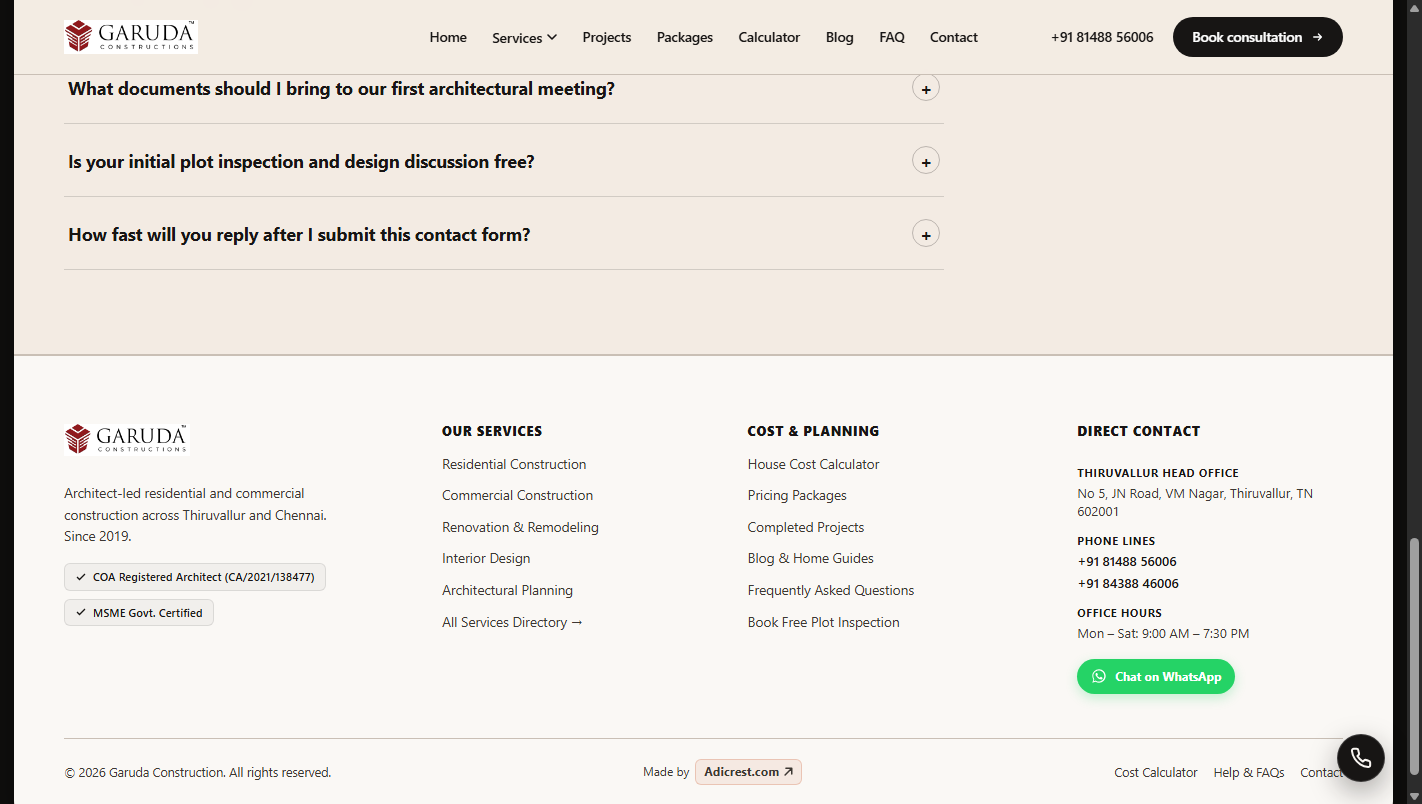 GARUDA™
CONSTRUCTIONS
Home
Services
Projects
Packages
Calculator
Blog
FAQ
Contact
+91 81488 56006
Book consultation →
What documents should I bring to our first architectural meeting?
+
Is your initial plot inspection and design discussion free?
+
How fast will you reply after I submit this contact form?
+
GARUDA™
CONSTRUCTIONS
Architect-led residential and commercial
construction across Thiruvallur and Chennai.
Since 2019.
✓ COA Registered Architect (CA/2021/138477)
✓ MSME Govt. Certified
OUR SERVICES
Residential Construction
Commercial Construction
Renovation & Remodeling
Interior Design
Architectural Planning
All Services Directory →
COST & PLANNING
House Cost Calculator
Pricing Packages
Completed Projects
Blog & Home Guides
Frequently Asked Questions
Book Free Plot Inspection
DIRECT CONTACT
THIRUVALLUR HEAD OFFICE
No 5, JN Road, VM Nagar, Thiruvallur, TN
602001
PHONE LINES
+91 81488 56006
+91 84388 46006
OFFICE HOURS
Mon – Sat: 9:00 AM – 7:30 PM
Chat on WhatsApp
© 2026 Garuda Construction. All rights reserved.
Made by Adicrest.com ↗
Cost Calculator
Help & FAQs
Contact